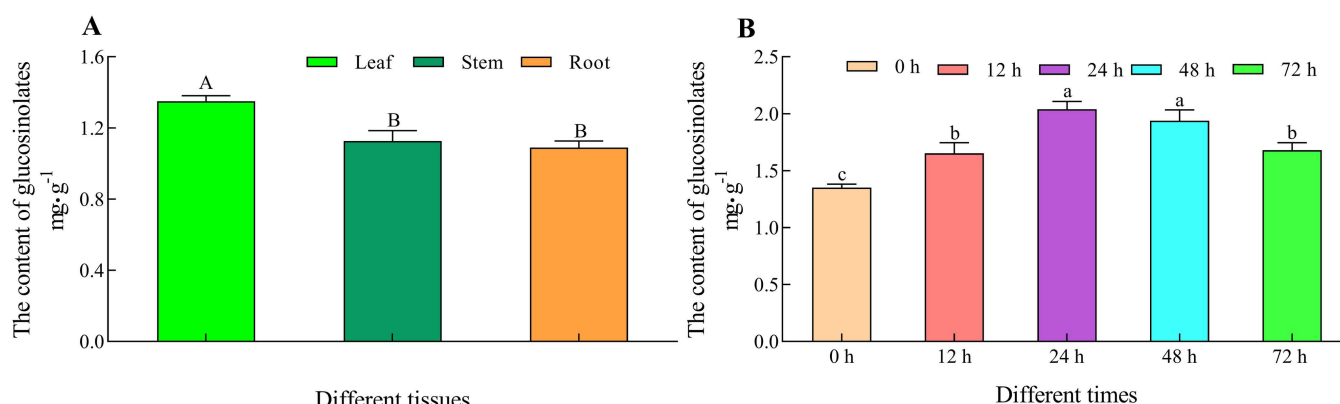 A
The content of glucosinolates
mg·g-1
1.6
1.2
0.8
0.4
0.0
Leaf Stem Root
A
B
B
Different tissues
B
The content of glucosinolates
mg·g-1
2.5
2.0
1.5
1.0
0.5
0.0
0 h 12 h 24 h 48 h 72 h
c
b
a
a
b
0 h 12 h 24 h 48 h 72 h
Different times